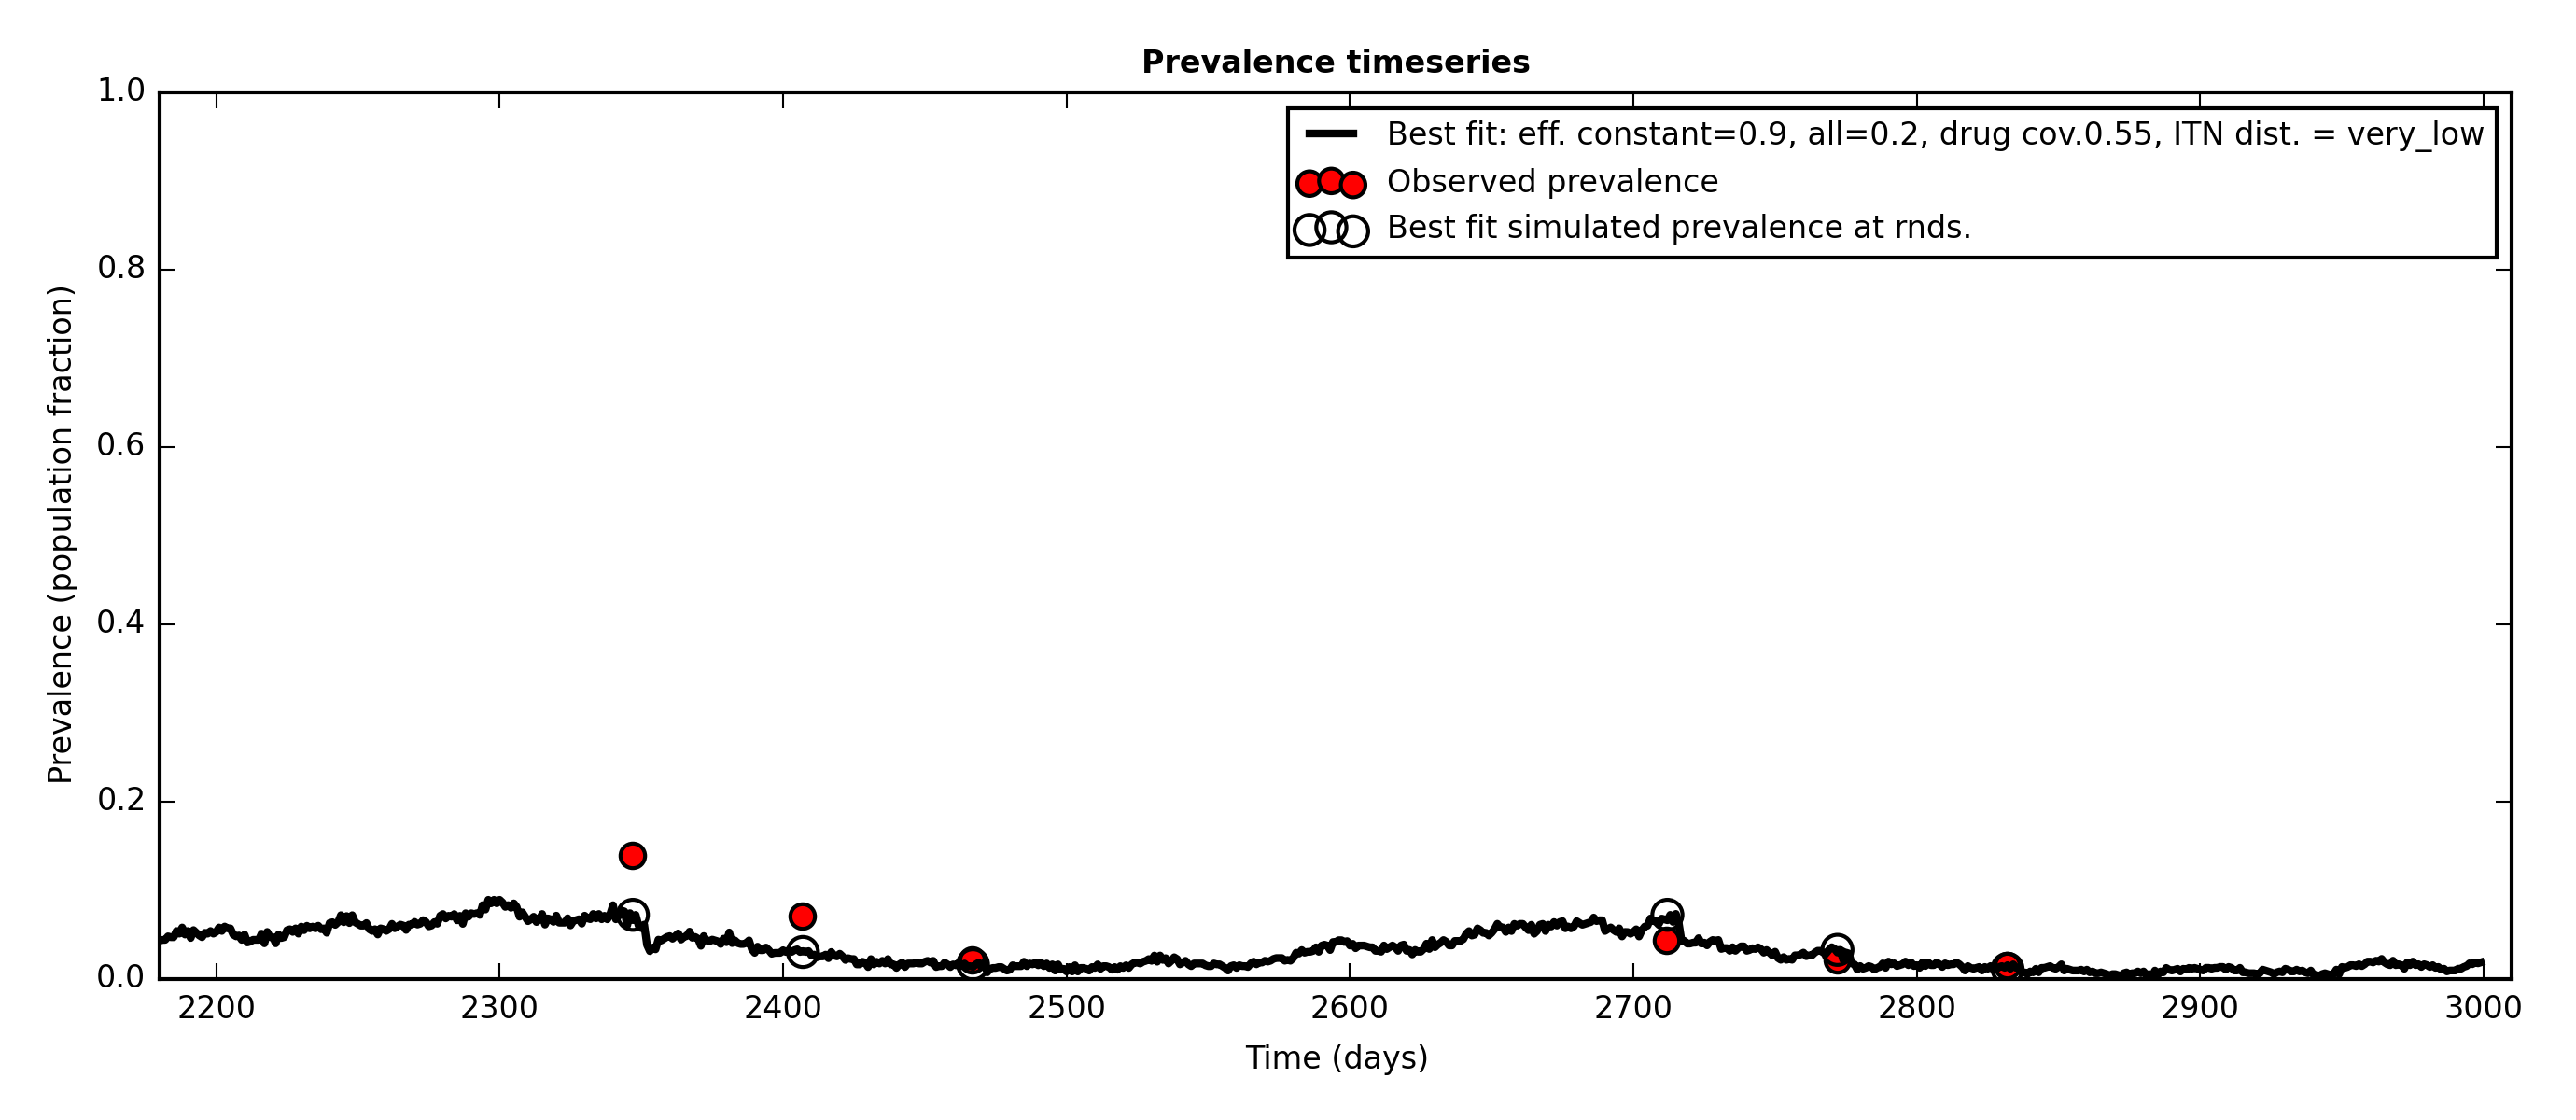 Prevalence timeseries
1.0
0.8
0.6
0.4
0.2
0.0
Prevalence (population fraction)
Best fit: eff. constant=0.9, all=0.2, drug cov.0.55, ITN dist. = very_low
Observed prevalence
Best fit simulated prevalence at rnds.
2200 2300 2400 2500 2600 2700 2800 2900 3000
Time (days)